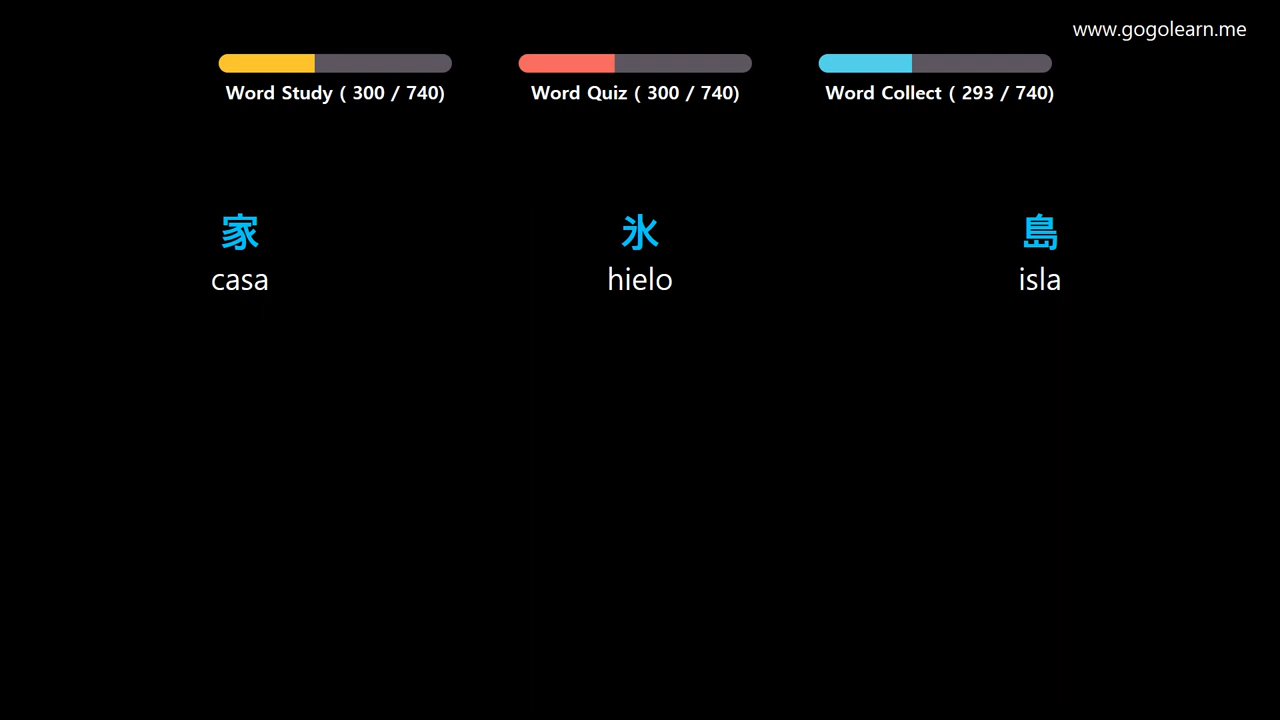 www.gogolearn.me
Word Study ( 300 / 740)
Word Quiz ( 300 / 740)
Word Collect ( 293 / 740)
家
casa
氷
hielo
島
isla